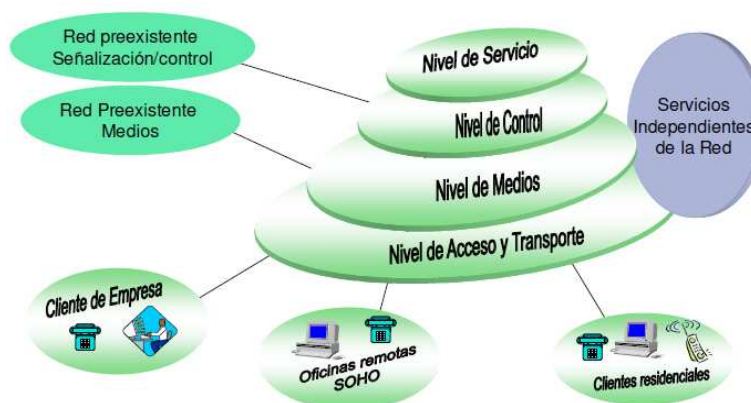 Red preexistente
Señalización/control
Red Preexistente
Medios
Nivel de Servicio
Nivel de Control
Nivel de Medios
Nivel de Acceso y Transporte
Servicios
Independientes
de la Red
Cliente de Empresa
Oficinas remotas
SOHO
Clientes residenciales